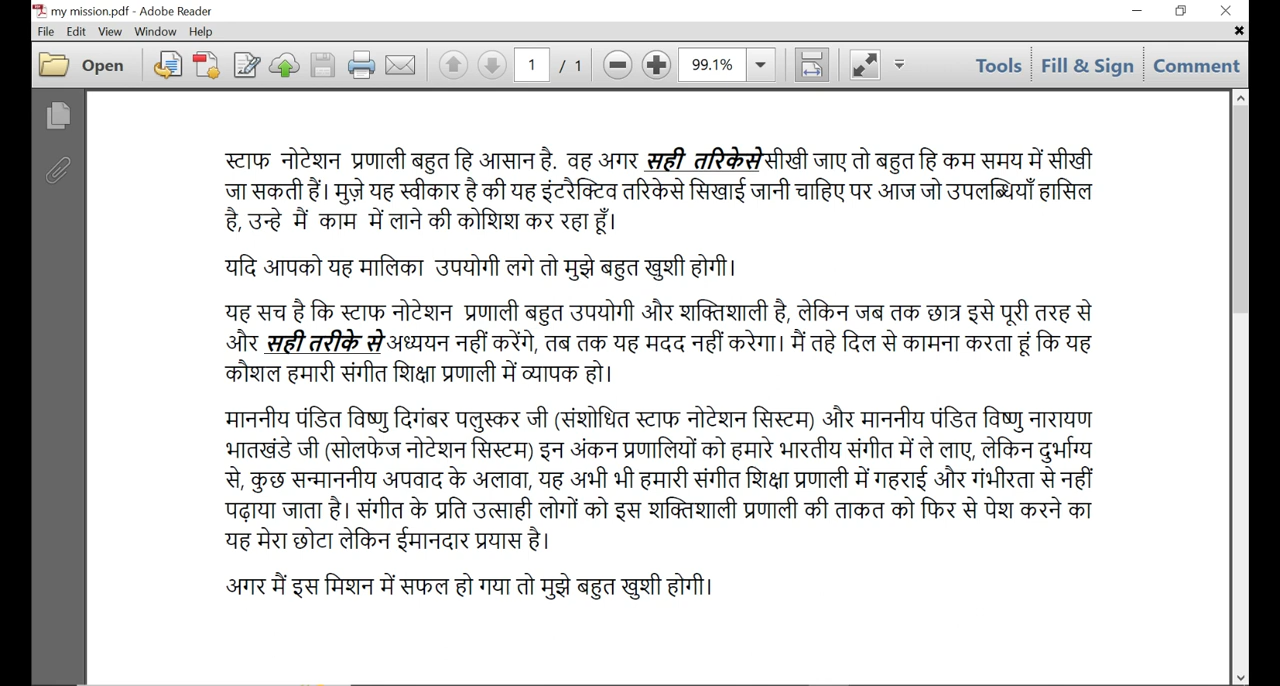 my mission.pdf - Adobe Reader
File Edit View Window Help
Open 1 / 1 99.1% Tools Fill & Sign Comment
स्टाफ नोटेशन प्रणाली बहुत हि आसान है. वह अगर सही तरिकेसे सीखी जाए तो बहुत हि कम समय में सीखी
जा सकती हैं। मुज़े यह स्वीकार है की यह इंटरैक्टिव तरिकेसे सिखाई जानी चाहिए पर आज जो उपलब्धियाँ हासिल
है, उन्हे मैं काम में लाने की कोशिश कर रहा हूँ।
यदि आपको यह मालिका उपयोगी लगे तो मुझे बहुत खुशी होगी।
यह सच है कि स्टाफ नोटेशन प्रणाली बहुत उपयोगी और शक्तिशाली है, लेकिन जब तक छात्र इसे पूरी तरह से
और सही तरीके से अध्ययन नहीं करेंगे, तब तक यह मदद नहीं करेगा। मैं तहे दिल से कामना करता हूं कि यह
कौशल हमारी संगीत शिक्षा प्रणाली में व्यापक हो।
माननीय पंडित विष्णु दिगंबर पलुस्कर जी (संशोधित स्टाफ नोटेशन सिस्टम) और माननीय पंडित विष्णु नारायण
भातखंडे जी (सोलफेज नोटेशन सिस्टम) इन अंकन प्रणालियों को हमारे भारतीय संगीत में ले लाए, लेकिन दुर्भाग्य
से, कुछ सन्माननीय अपवाद के अलावा, यह अभी भी हमारी संगीत शिक्षा प्रणाली में गहराई और गंभीरता से नहीं
पढ़ाया जाता है। संगीत के प्रति उत्साही लोगों को इस शक्तिशाली प्रणाली की ताकत को फिर से पेश करने का
यह मेरा छोटा लेकिन ईमानदार प्रयास है।
अगर मैं इस मिशन में सफल हो गया तो मुझे बहुत खुशी होगी।